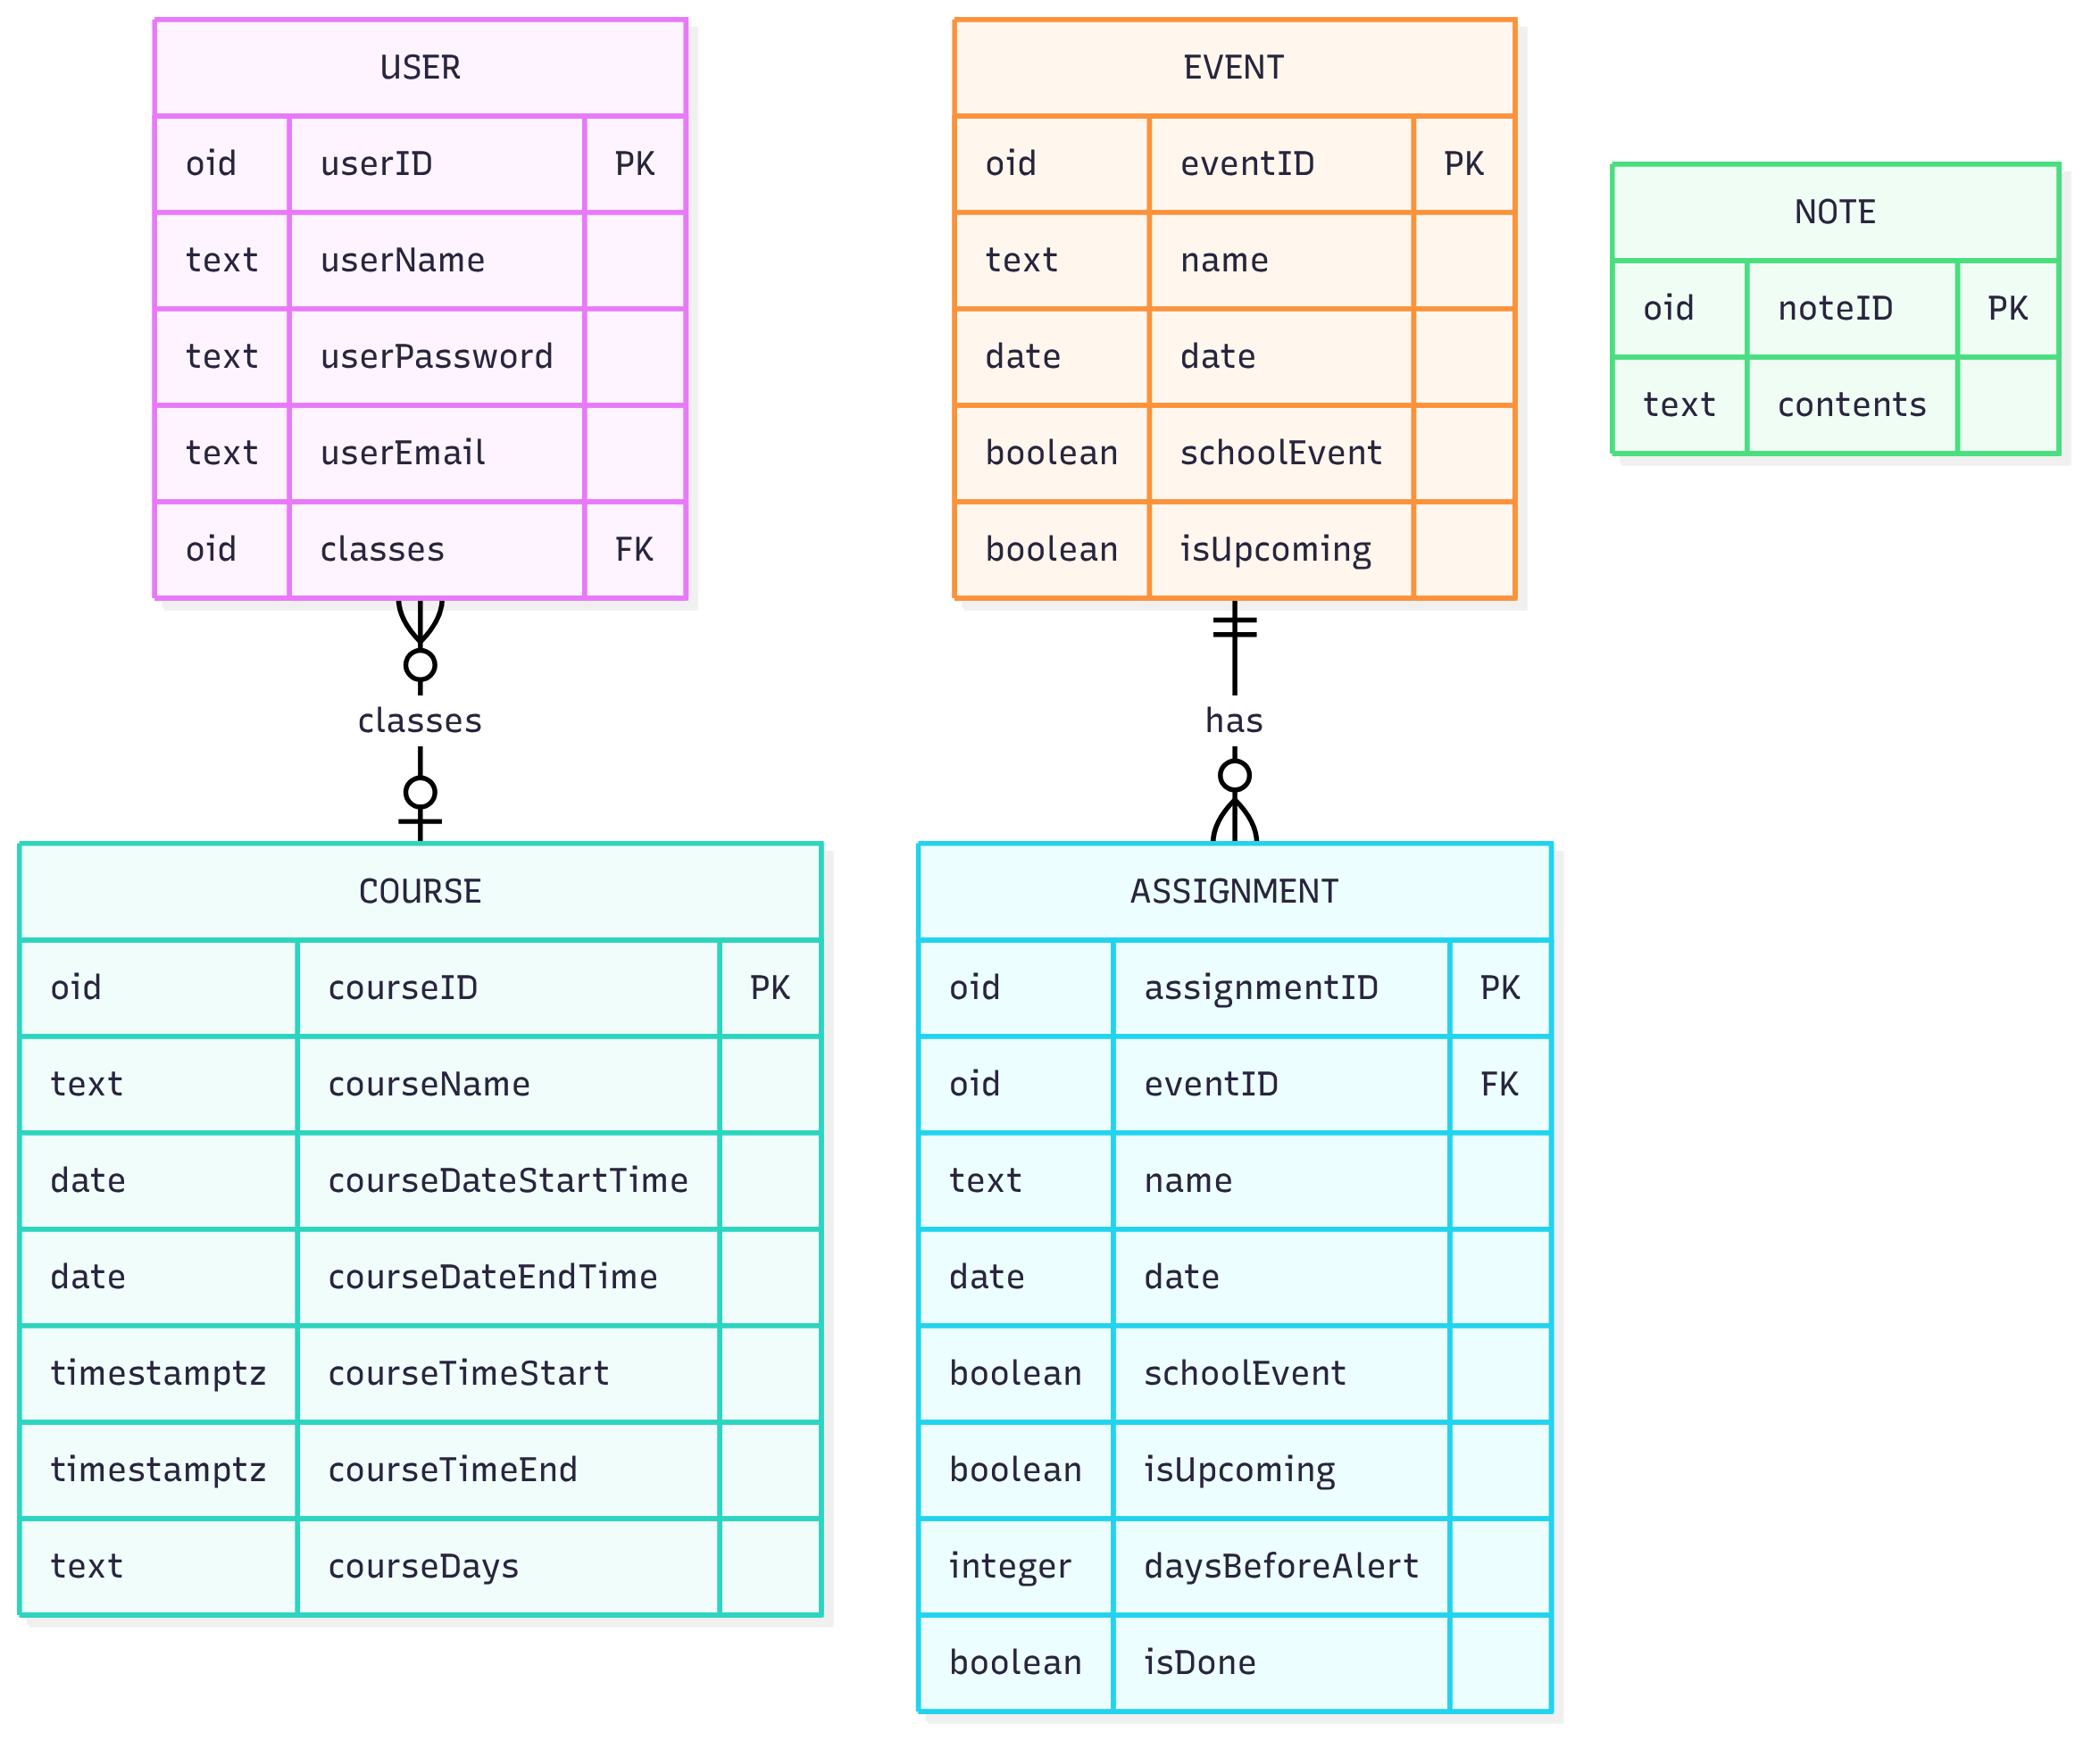 USER
oid userID PK
text userName
text userPassword
text userEmail
oid classes FK
classes
COURSE
oid courseID PK
text courseName
date courseDateStartTime
date courseDateEndTime
timestamptz courseTimeStart
timestamptz courseTimeEnd
text courseDays
EVENT
oid eventID PK
text name
date date
boolean schoolEvent
boolean isUpcoming
has
ASSIGNMENT
oid assignmentID PK
oid eventID FK
text name
date date
boolean schoolEvent
boolean isUpcoming
integer daysBeforeAlert
boolean isDone
NOTE
oid noteID PK
text contents